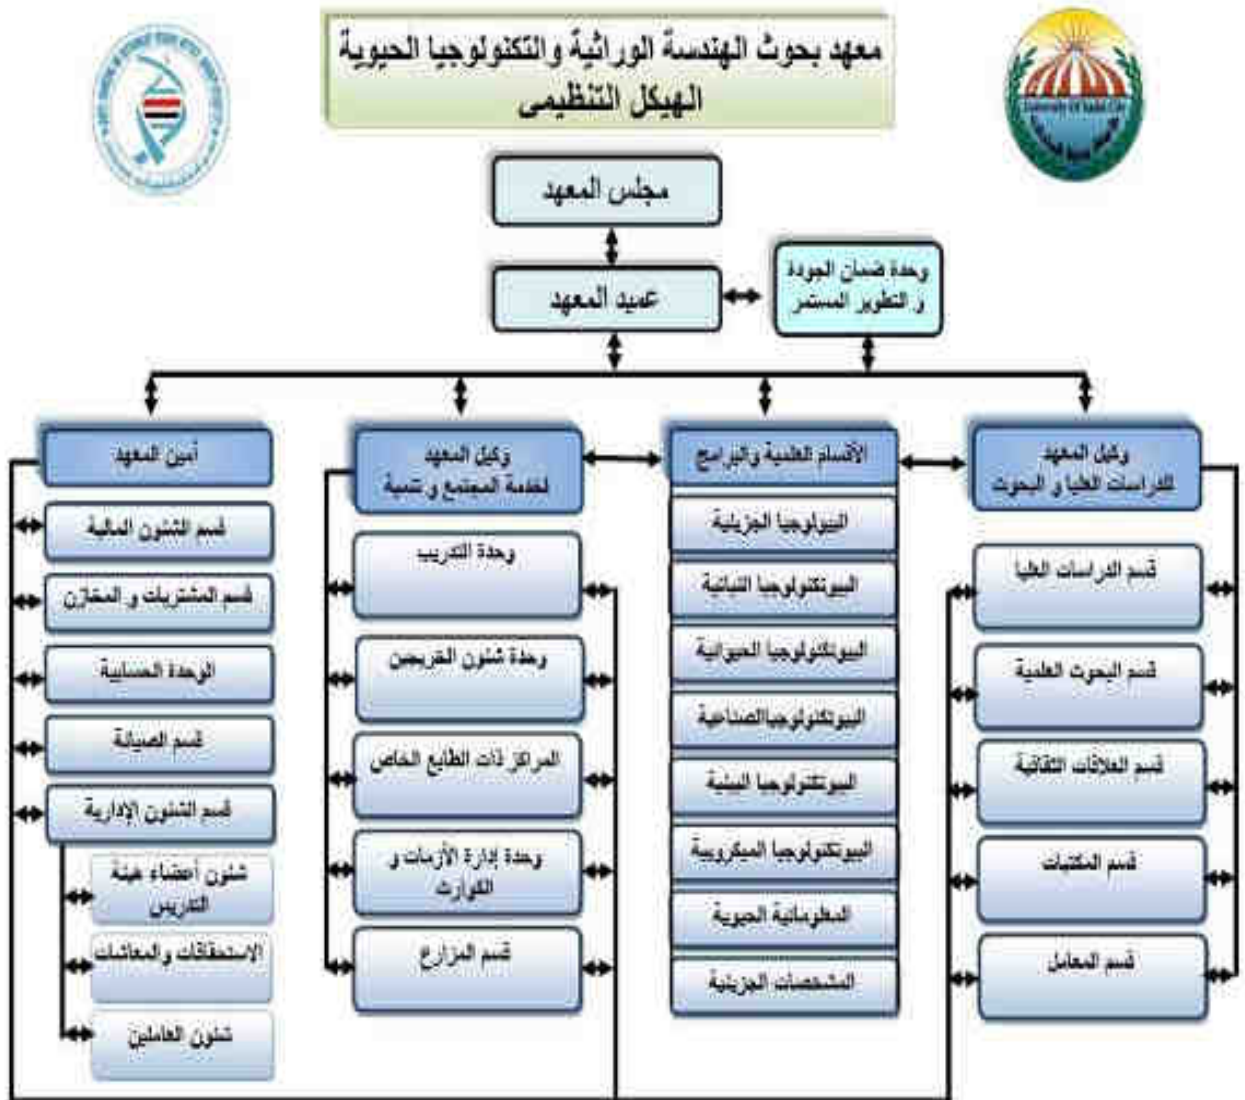 معهد بحوث الهندسة الوراثية والتكنولوجيا الحيوية
الهيكل التنظيمى
University Of Sadat City
مجلس المعهد
عميد المعهد
وحدة ضمان الجودة
و التطوير المستمر
وكيل المعهد
للدراسات العليا و البحوث
قسم الدراسات العليا
قسم البحوث العلمية
قسم العلاقات الثقافية
قسم المكتبات
قسم المعامل
الأقسام العلمية والبرامج
البيولوجيا الجزيئية
البيوتكنولوجيا النباتية
البيوتكنولوجيا الحيوانية
البيوتكنولوجياالصناعية
البيوتكنولوجيا البيئية
البيوتكنولوجيا الميكروبية
المعلوماتية الحيوية
المشخصات الجزيئية
وكيل المعهد
لخدمة المجتمع و تنمية
وحدة التدريب
وحدة شئون الخريجين
المراكز ذات الطابع الخاص
وحدة إدارة الأزمات و
الكوارث
قسم المزارع
أمين المعهد
قسم الشئون المالية
قسم المشتريات و المخازن
الوحدة الحسابية
قسم الصيانة
قسم الشئون الإدارية
شئون أعضاء هيئة
التدريس
الاستحقاقات والمعاشات
شئون العاملين